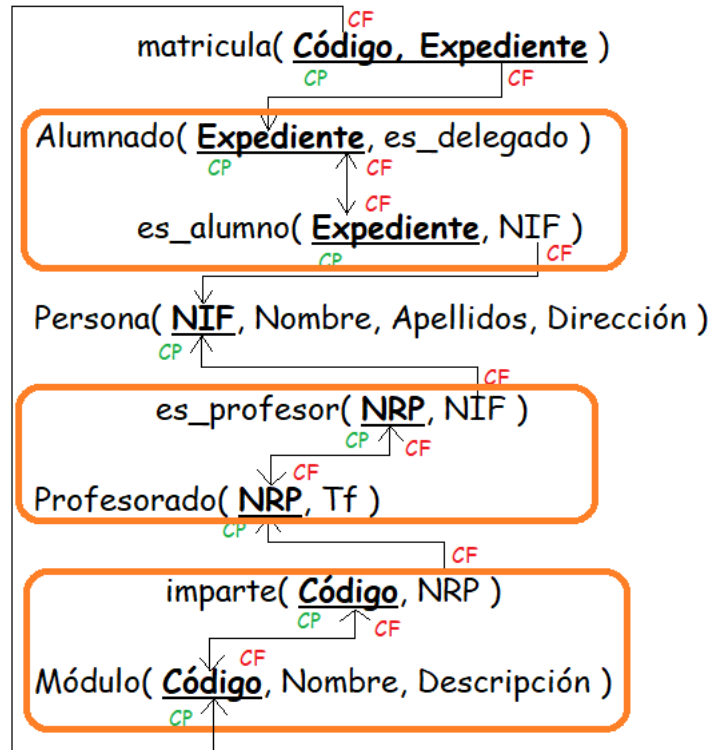 CF
matricula( Código, Expediente )
CP CF
Alumnado( Expediente, es_delegado )
CP CF
CF
es_alumno( Expediente, NIF )
CP CF
Persona( NIF, Nombre, Apellidos, Dirección )
CP
CF
es_profesor( NRP, NIF )
CP CF
CF
Profesorado( NRP, Tf )
CP
CF
imparte( Código, NRP )
CP CF
CF
Módulo( Código, Nombre, Descripción )
CP